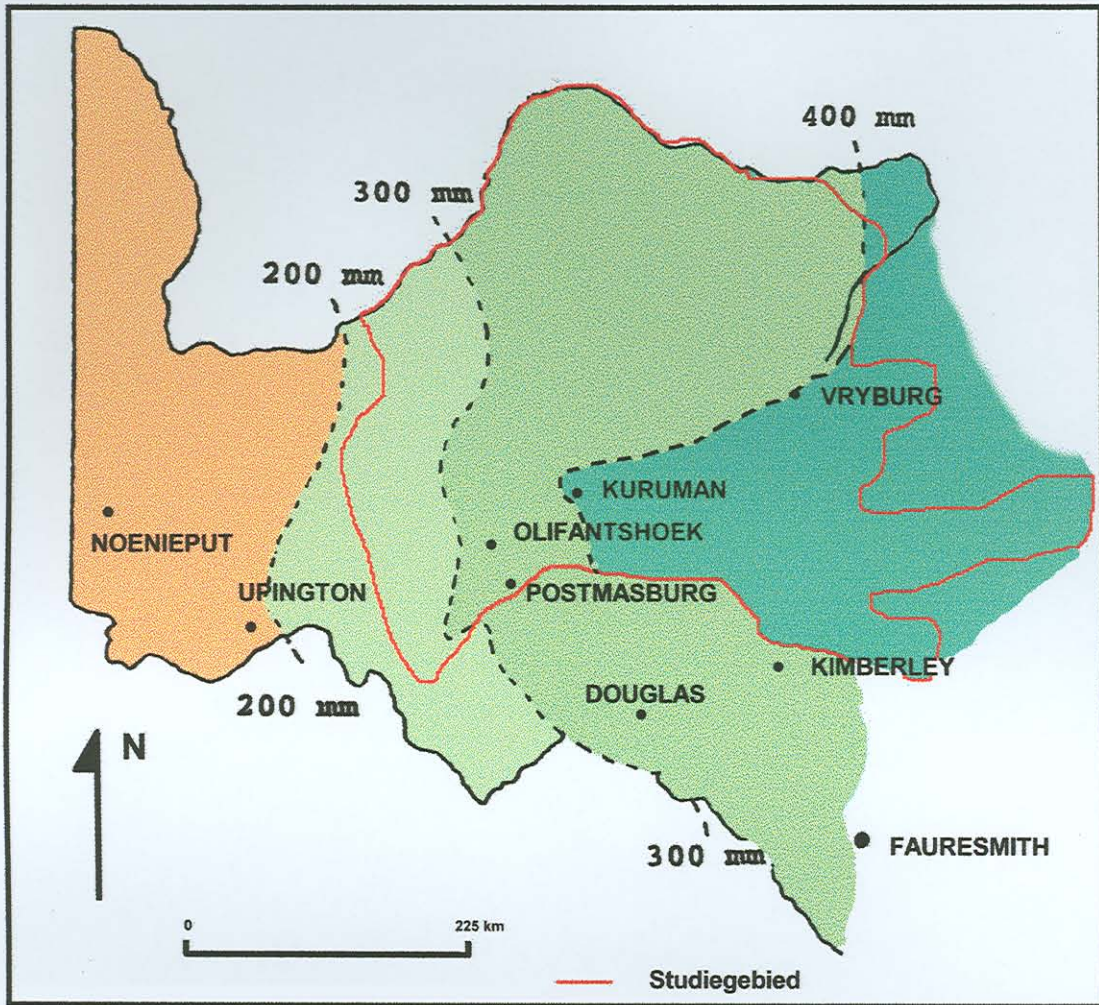 400 mm
300 mm
200 mm
VRYBURG
KURUMAN
NOENIEPUT
OLIFANTSHOEK
UPINGTON
POSTMASBURG
KIMBERLEY
DOUGLAS
200 mm
N
300 mm
FAURESMITH
0 225 km
Studiegebied